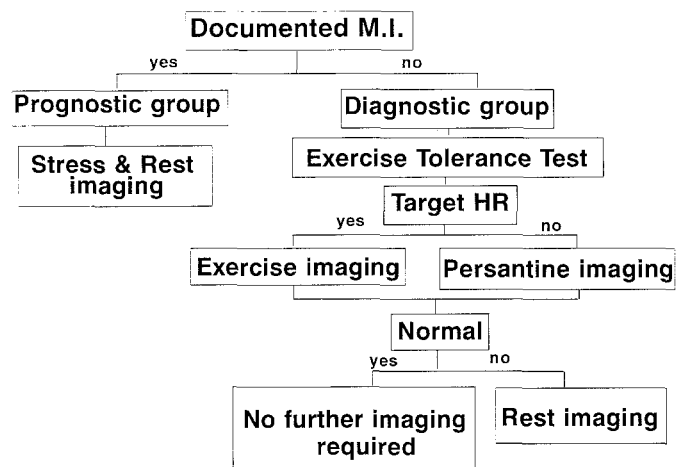 Documented M.I.
yes
no
Prognostic group
Diagnostic group
Stress & Rest
imaging
Exercise Tolerance Test
Target HR
yes
no
Exercise imaging
Persantine imaging
Normal
yes
no
No further imaging
required
Rest imaging